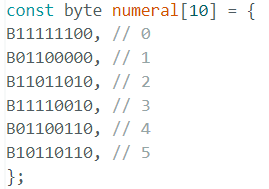 const byte numeral[10] = {
B11111100, // 0
B01100000, // 1
B11011010, // 2
B11110010, // 3
B01100110, // 4
B10110110, // 5
};